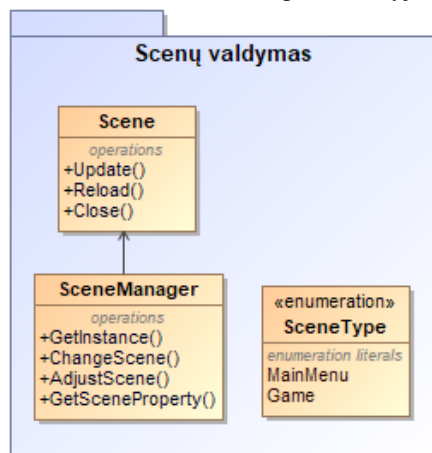 Scenų valdymas
Scene
operations
+Update()
+Reload()
+Close()
SceneManager
operations
+GetInstance()
+ChangeScene()
+AdjustScene()
+GetSceneProperty()
«enumeration»
SceneType
enumeration literals
MainMenu
Game